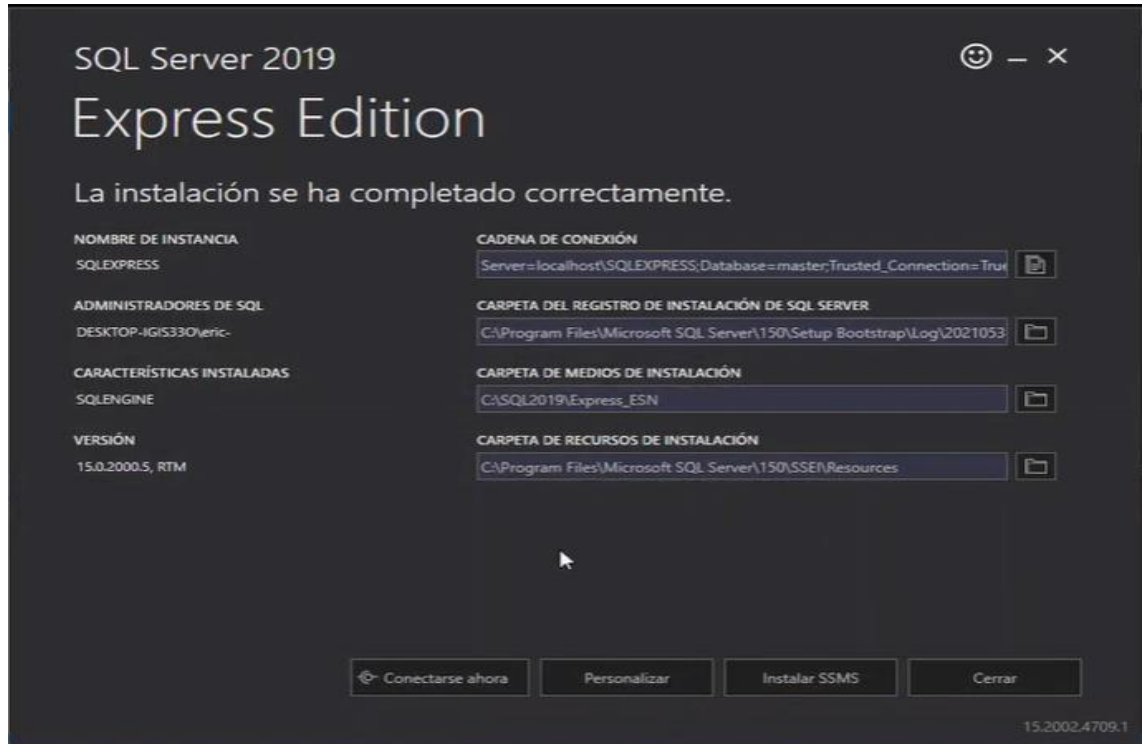 SQL Server 2019
Express Edition
La instalación se ha completado correctamente.
NOMBRE DE INSTANCIA
SQLEXPRESS
CADENA DE CONEXIÓN
Server=localhost\SQLEXPRESS;Database=master;Trusted_Connection=True
ADMINISTRADORES DE SQL
DESKTOP-IGIS33O\eric-
CARPETA DEL REGISTRO DE INSTALACIÓN DE SQL SERVER
C:\Program Files\Microsoft SQL Server\150\Setup Bootstrap\Log\2021053
CARACTERÍSTICAS INSTALADAS
SQLENGINE
CARPETA DE MEDIOS DE INSTALACIÓN
C:\SQL2019\Express_ESN
VERSIÓN
15.0.2000.5, RTM
CARPETA DE RECURSOS DE INSTALACIÓN
C:\Program Files\Microsoft SQL Server\150\SSEI\Resources
Conectarse ahora
Personalizar
Instalar SSMS
Cerrar
15.2002.4709.1